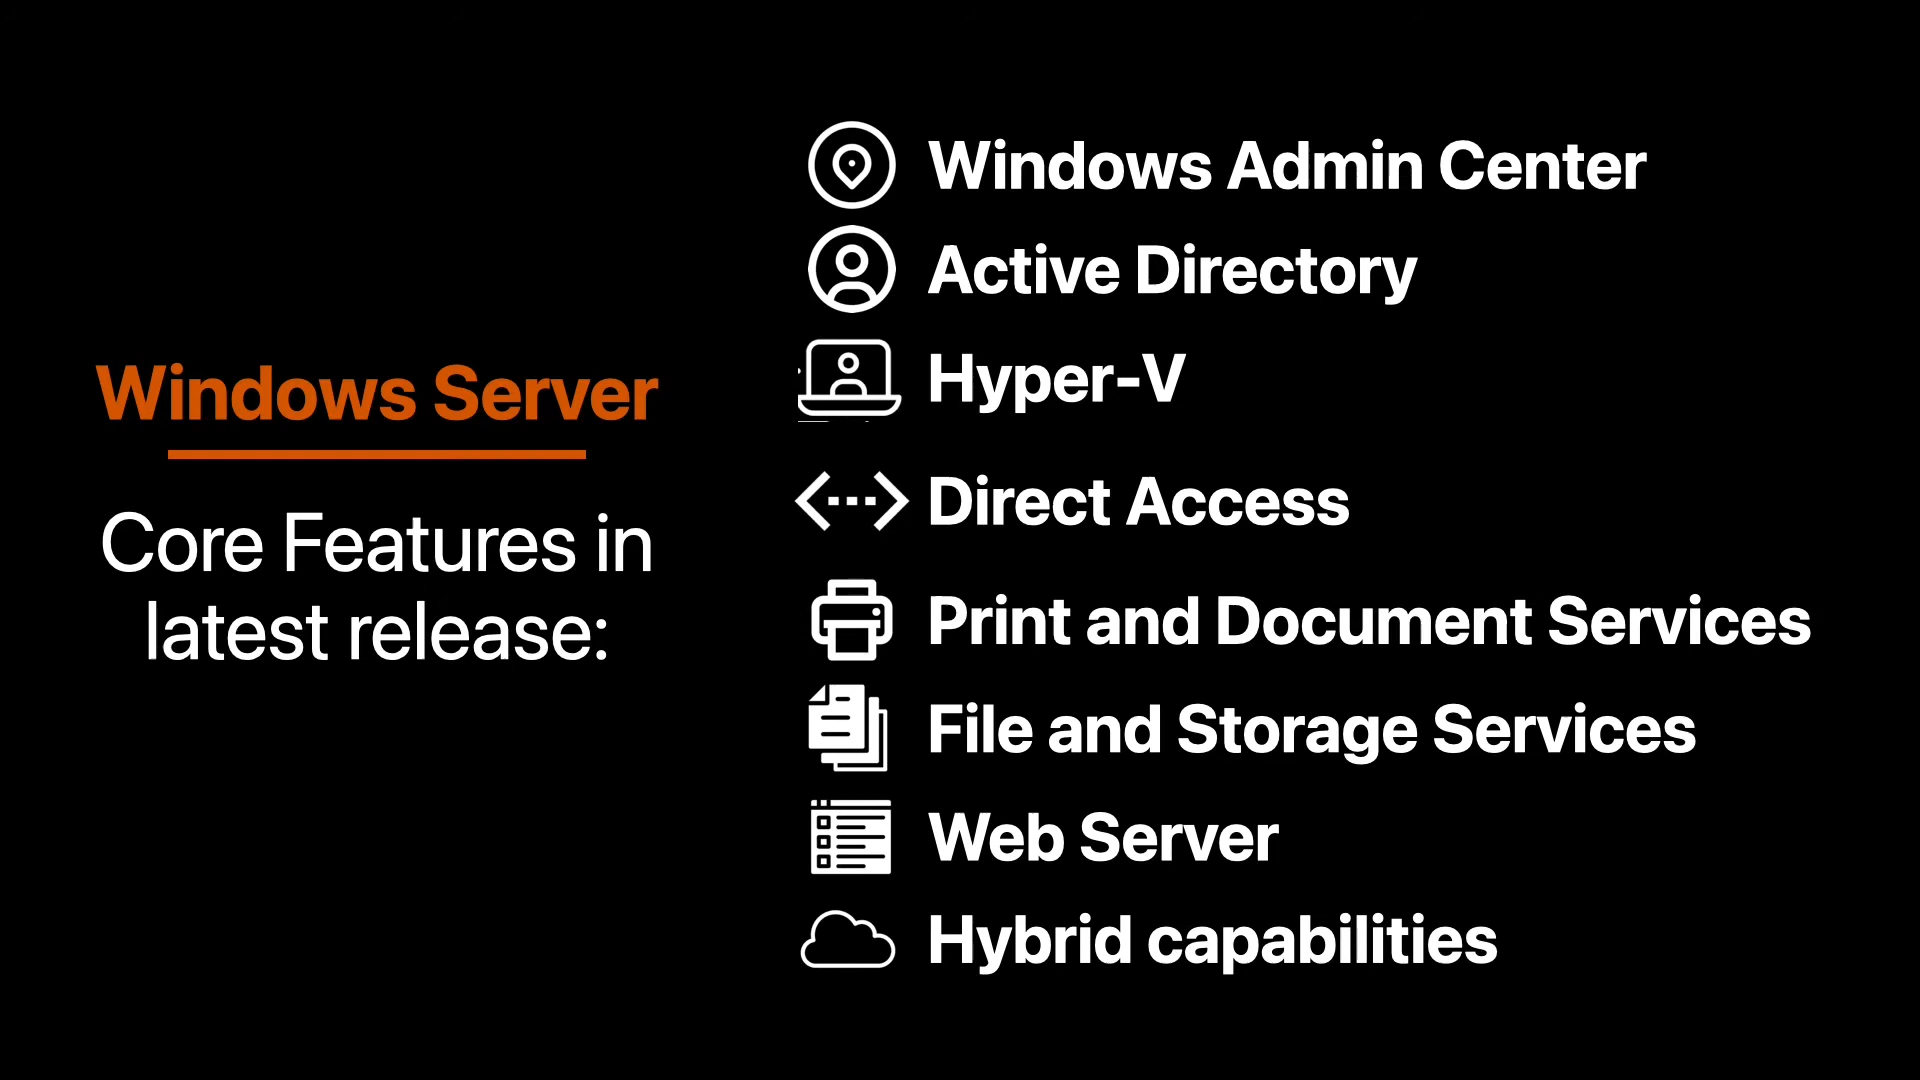 Windows Server
Core Features in
latest release:
Windows Admin Center
Active Directory
Hyper-V
Direct Access
Print and Document Services
File and Storage Services
Web Server
Hybrid capabilities